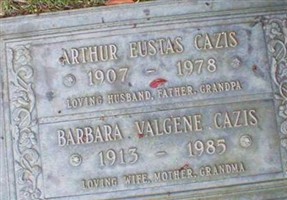 ARTHUR EUSTAS CAZIS
1907 - 1978
LOVING HUSBAND, FATHER, GRANDPA
BARBARA VALGENE CAZIS
1913 - 1985
LOVING WIFE, MOTHER, GRANDMA